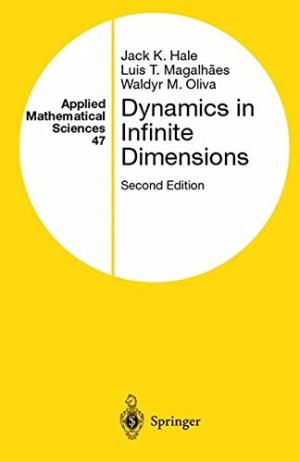 Jack K. Hale
Luis T. Magalhães
Waldyr M. Oliva
Applied
Mathematical
Sciences
47
Dynamics in
Infinite
Dimensions
Second Edition
Springer